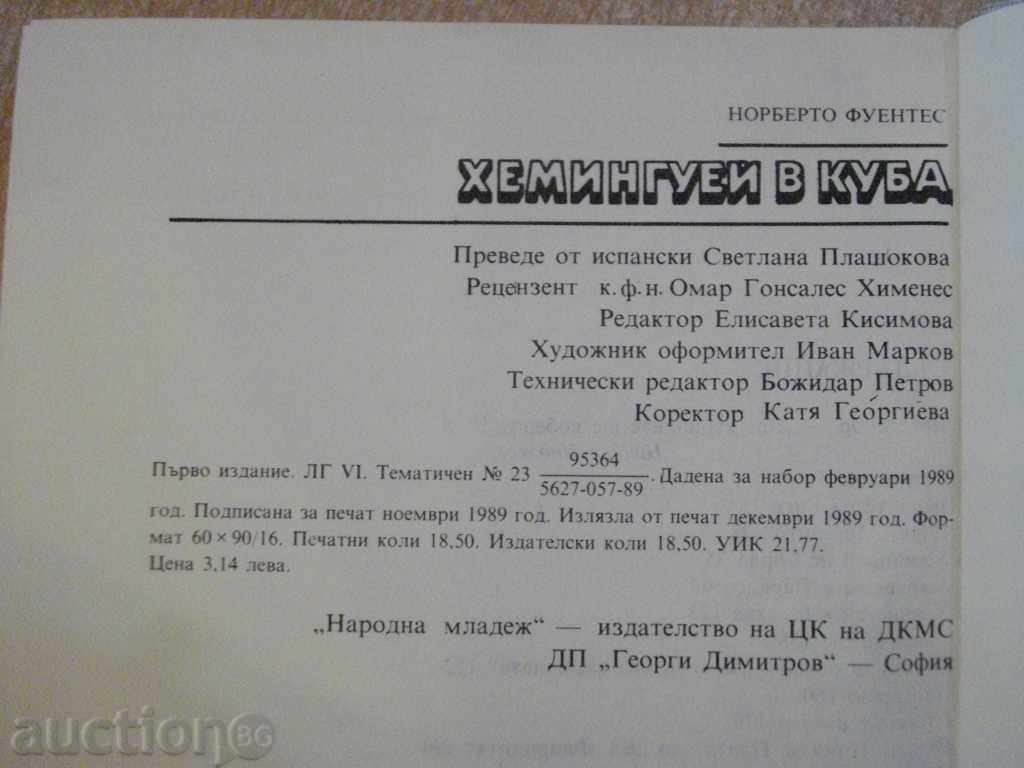 НОРБЕРТО ФУЕНТЕС
ХЕМИНГУЕЙ В КУБА
Преведе от испански Светлана Плашокова
Рецензент к.ф.н. Омар Гонсалес Хименес
Редактор Елисавета Кисимова
Художник оформител Иван Марков
Технически редактор Божидар Петров
Коректор Катя Георгиева
Първо издание. ЛГ VI. Тематичен № 23 95364/5627-057-89. Дадена за набор февруари 1989
год. Подписана за печат ноември 1989 год. Излязла от печат декември 1989 год. Фор-
мат 60×90/16. Печатни коли 18,50. Издателски коли 18,50. УИК 21,77.
Цена 3,14 лева.
„Народна младеж“ — издателство на ЦК на ДКМС
ДП „Георги Димитров“ — София
auction BG